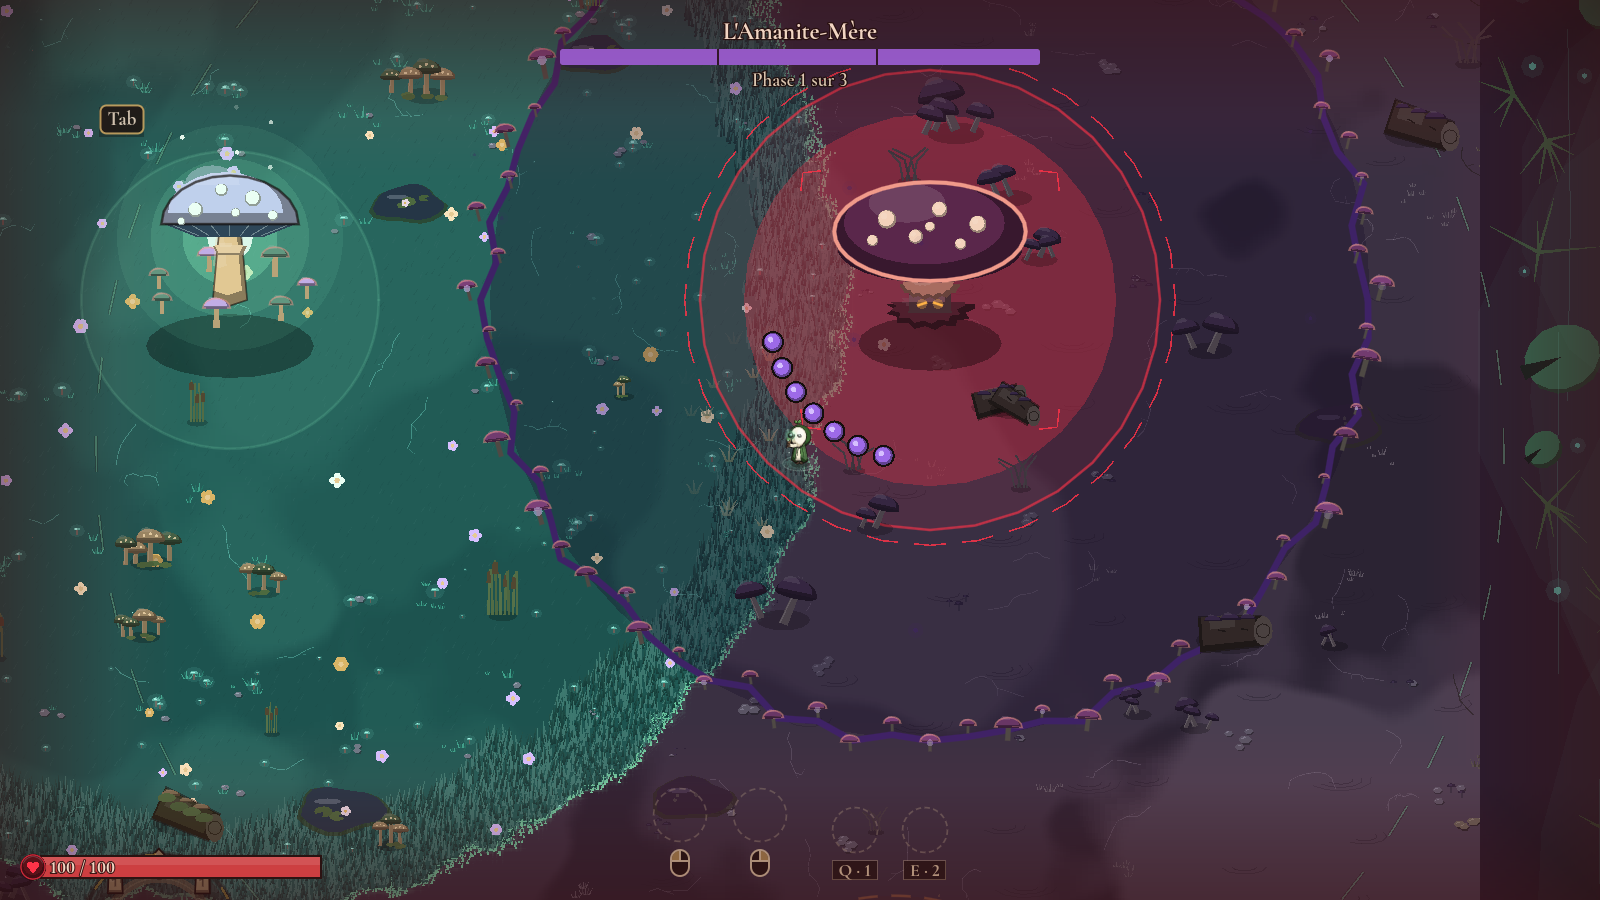 L'Amanite-Mère
Phase 1 sur 3
Tab
100 / 100
Q · 1
E · 2